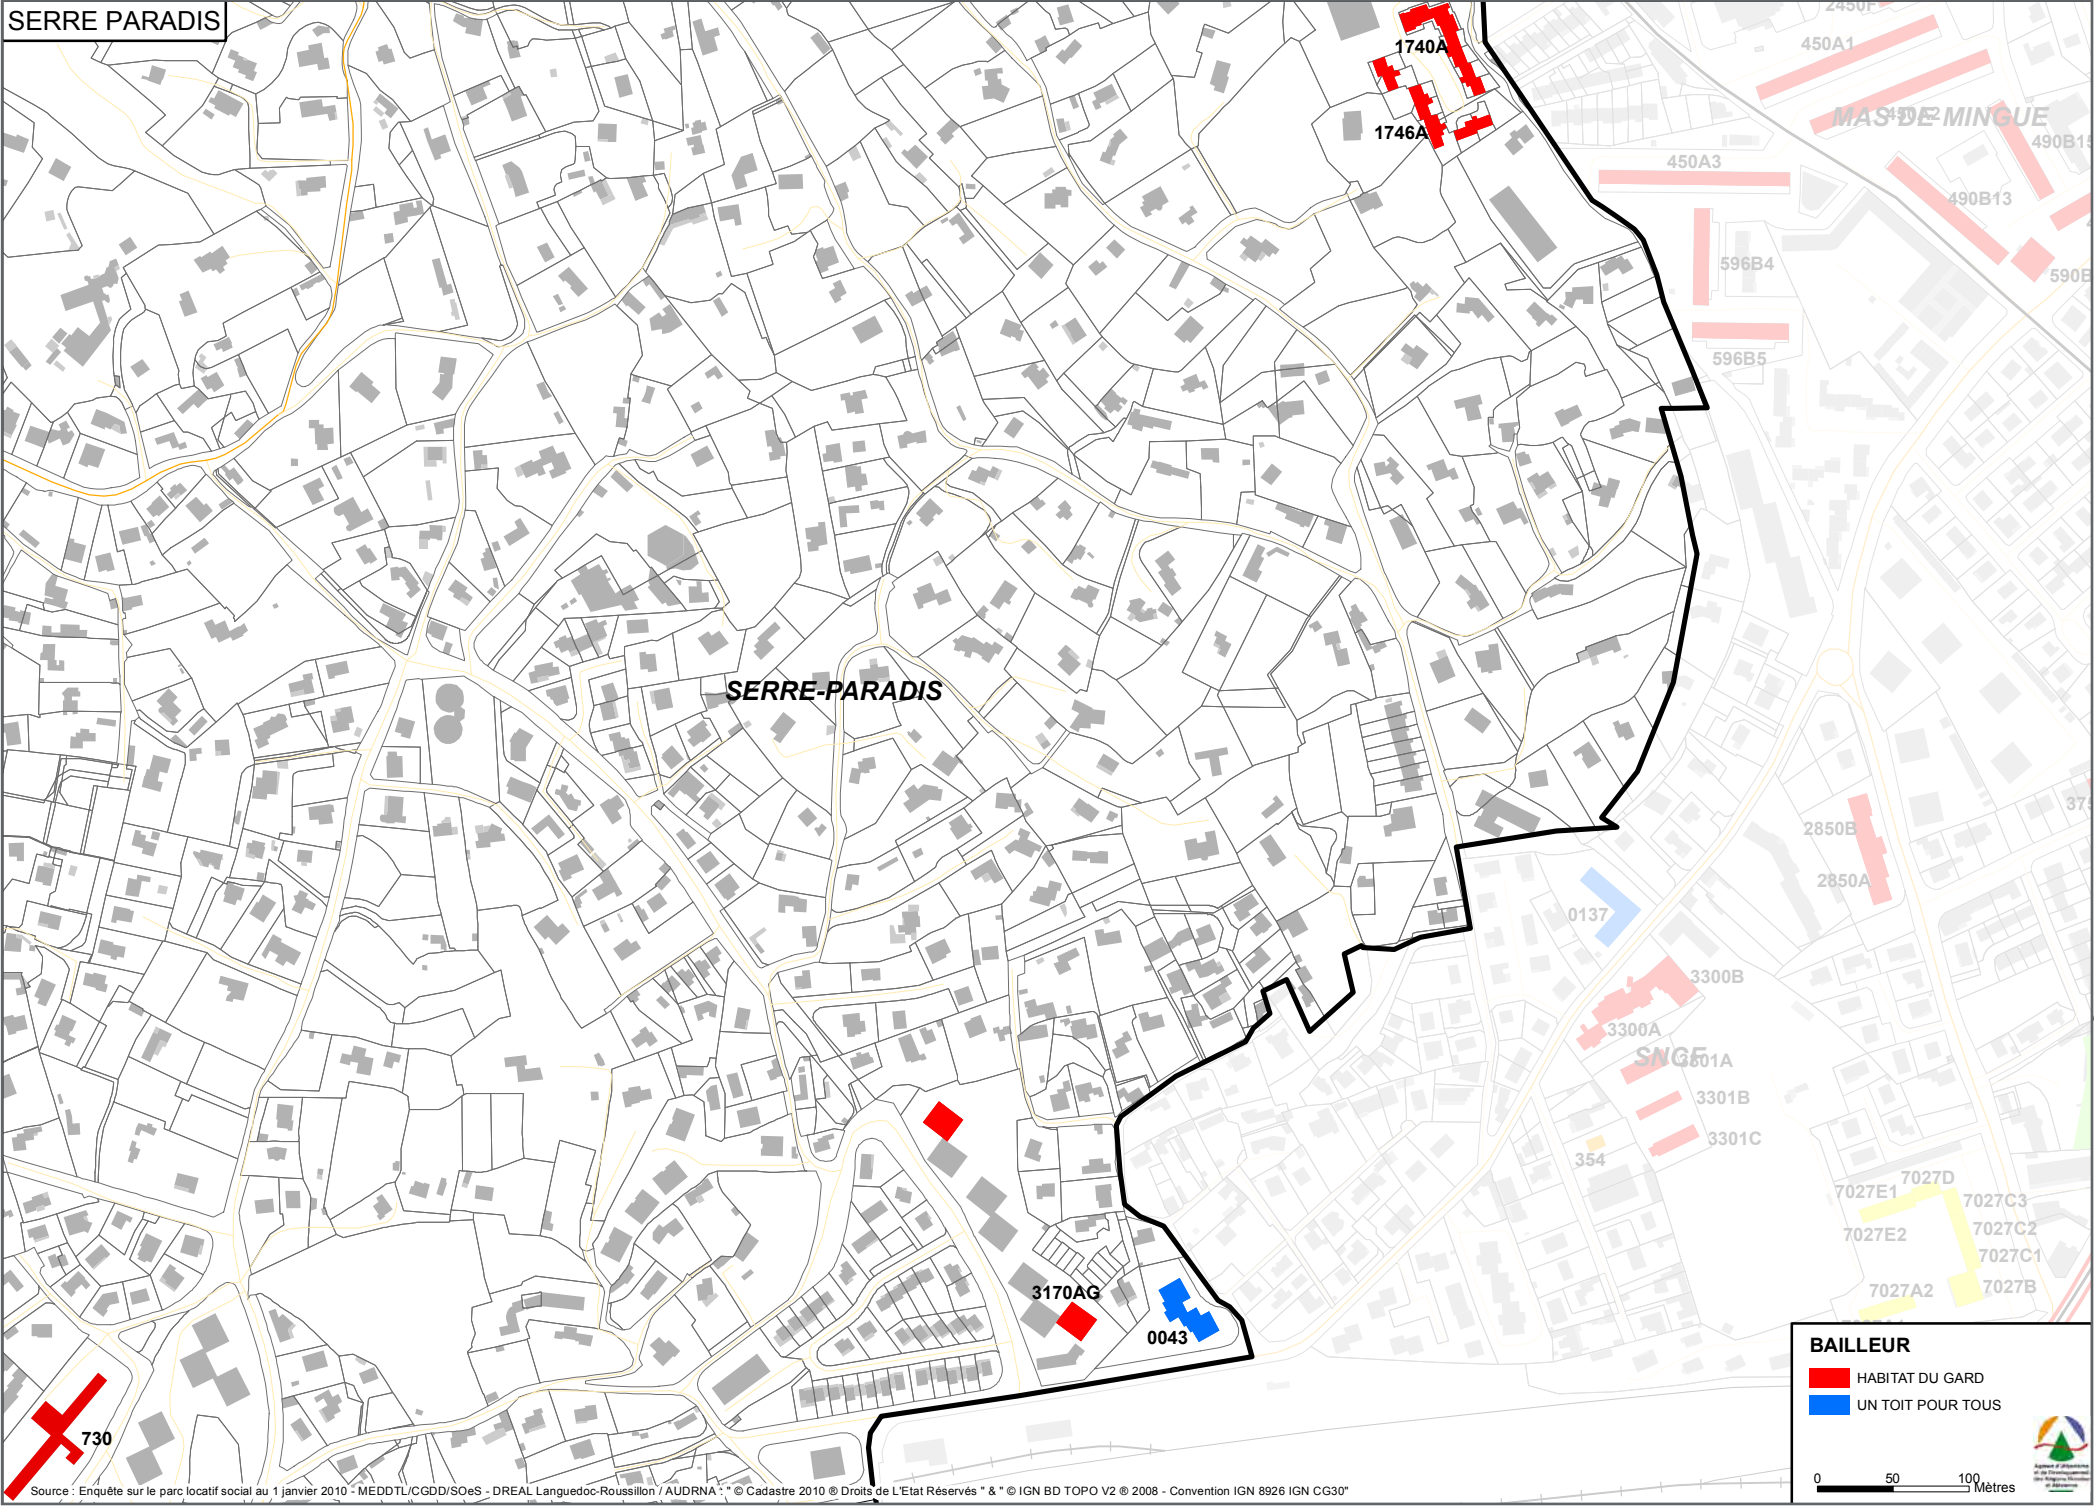 SERRE PARADIS
2450F
450A1
1740A
MAS DE MINGUE
450A2
1746A
490B15
450A3
490B13
596B4
590B
596B5
SERRE-PARADIS
375
2850B
2850A
0137
3300B
3300A
SNCF
3301A
3301B
3301C
354
7027D
7027E1
7027C3
7027C2
7027E2
7027C1
7027B
7027A2
3170AG
0043
730
BAILLEUR
HABITAT DU GARD
UN TOIT POUR TOUS
0 50 100 Mètres
Source : Enquête sur le parc locatif social au 1 janvier 2010 - MEDDTL/CGDD/SOeS - DREAL Languedoc-Roussillon / AUDRNA : " © Cadastre 2010 ® Droits de L'Etat Réservés " & " © IGN BD TOPO V2 ® 2008 - Convention IGN 8926 IGN CG30"